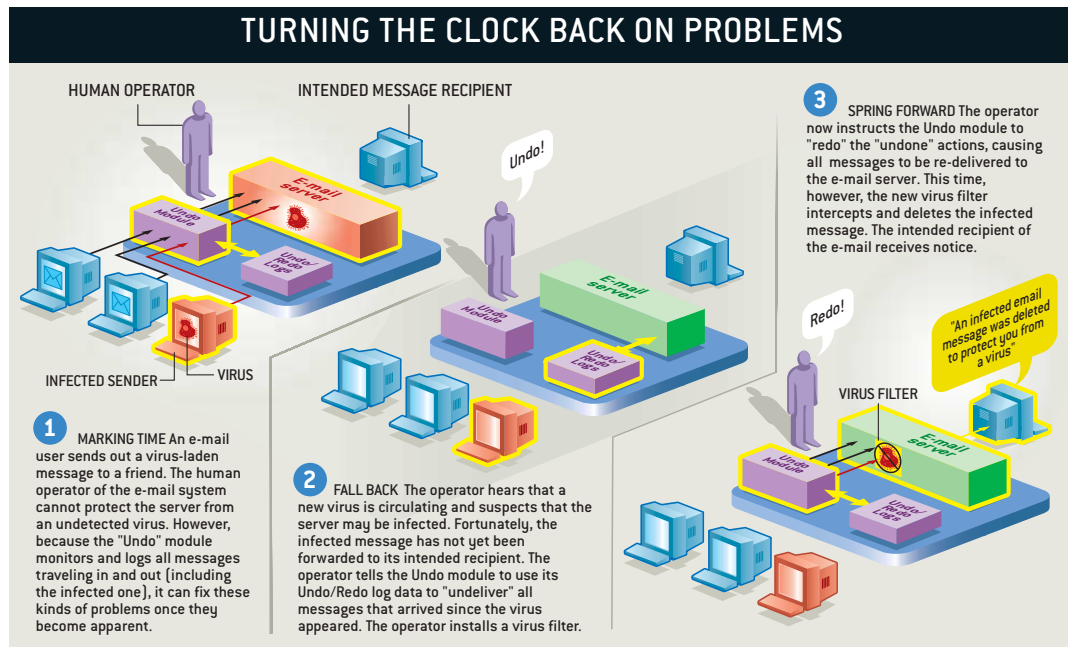 TURNING THE CLOCK BACK ON PROBLEMS
HUMAN OPERATOR
INTENDED MESSAGE RECIPIENT
E-mail
server
Undo
Module
Undo/
Redo
Logs
INFECTED SENDER
VIRUS
1
MARKING TIME An e-mail
user sends out a virus-laden
message to a friend. The human
operator of the e-mail system
cannot protect the server from
an undetected virus. However,
because the "Undo" module
monitors and logs all messages
traveling in and out (including
the infected one), it can fix these
kinds of problems once they
become apparent.
Undo!
E-mail
server
Undo
Module
Undo/
Redo
Logs
2
FALL BACK The operator hears that a
new virus is circulating and suspects that the
server may be infected. Fortunately, the
infected message has not yet been
forwarded to its intended recipient. The
operator tells the Undo module to use its
Undo/Redo log data to "undeliver" all
messages that arrived since the virus
appeared. The operator installs a virus filter.
3
SPRING FORWARD The operator
now instructs the Undo module to
"redo" the "undone" actions, causing
all messages to be re-delivered to
the e-mail server. This time,
however, the new virus filter
intercepts and deletes the infected
message. The intended recipient of
the e-mail receives notice.
Redo!
"An infected email
message was deleted
to protect you from
a virus"
VIRUS FILTER
E-mail
server
Undo
Module
Undo/
Redo
Logs